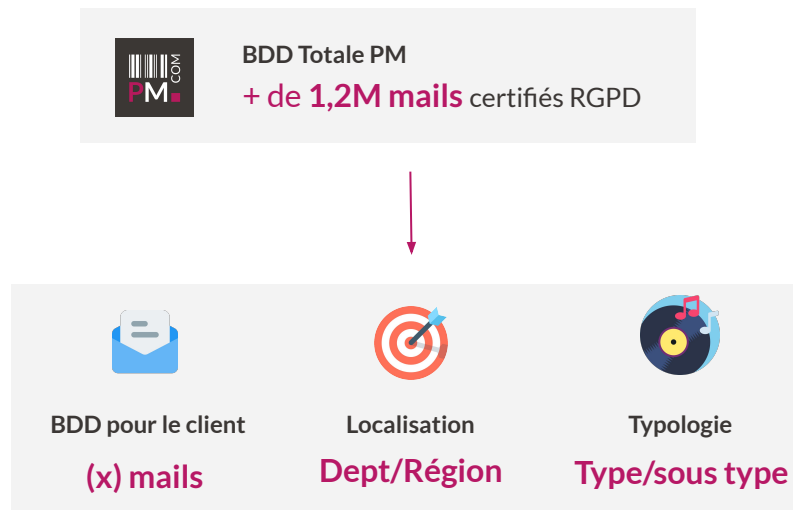 BDD Totale PM
PM.COM
+ de 1,2M mails certifiés RGPD
BDD pour le client
Localisation
Typologie
(x) mails
Dept/Région
Type/sous type